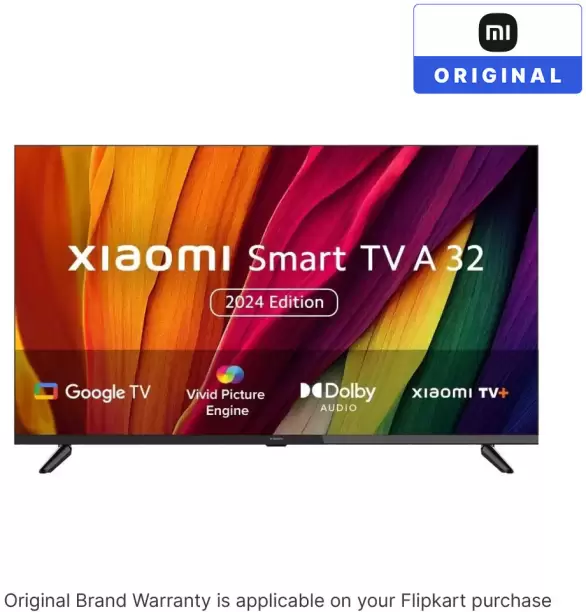 mi
ORIGINAL
xiaomi Smart TV A 32
2024 Edition
Google TV
Vivid Picture
Engine
Dolby
AUDIO
xiaomi TV+
xiaomi
Original Brand Warranty is applicable on your Flipkart purchase